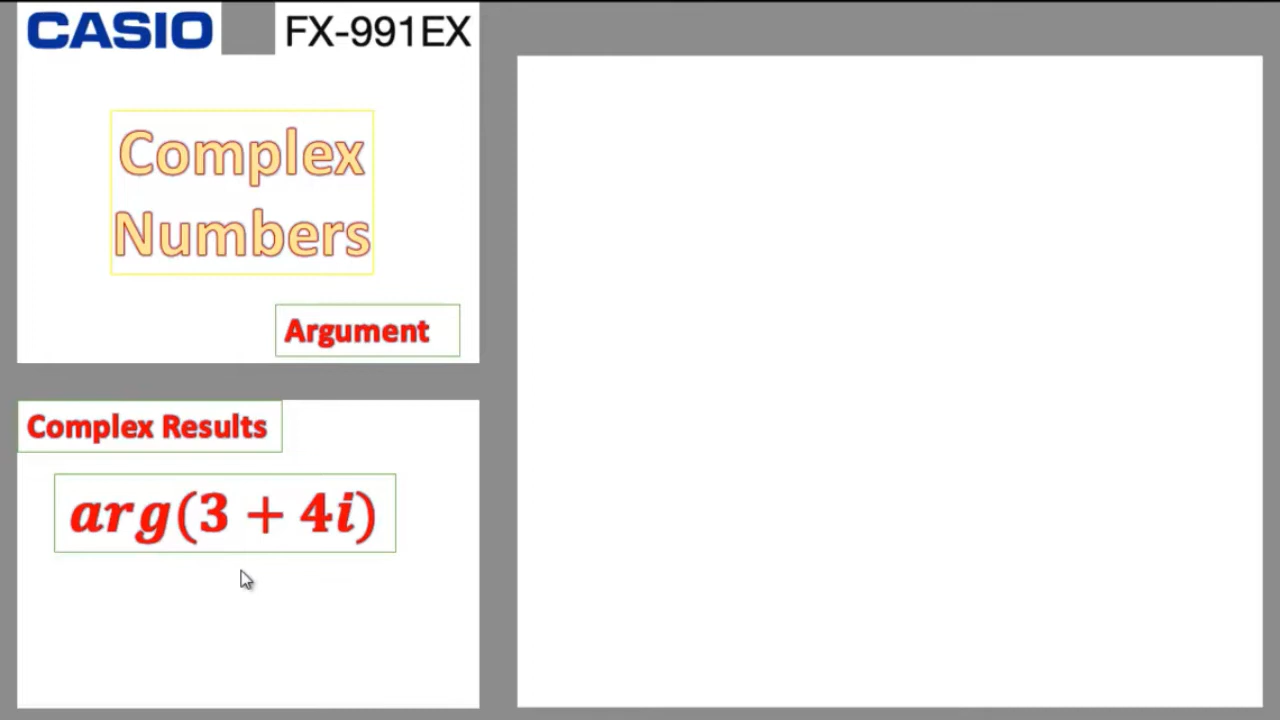 CASIO FX-991EX
Complex
Numbers
Argument
Complex Results
arg(3 + 4i)